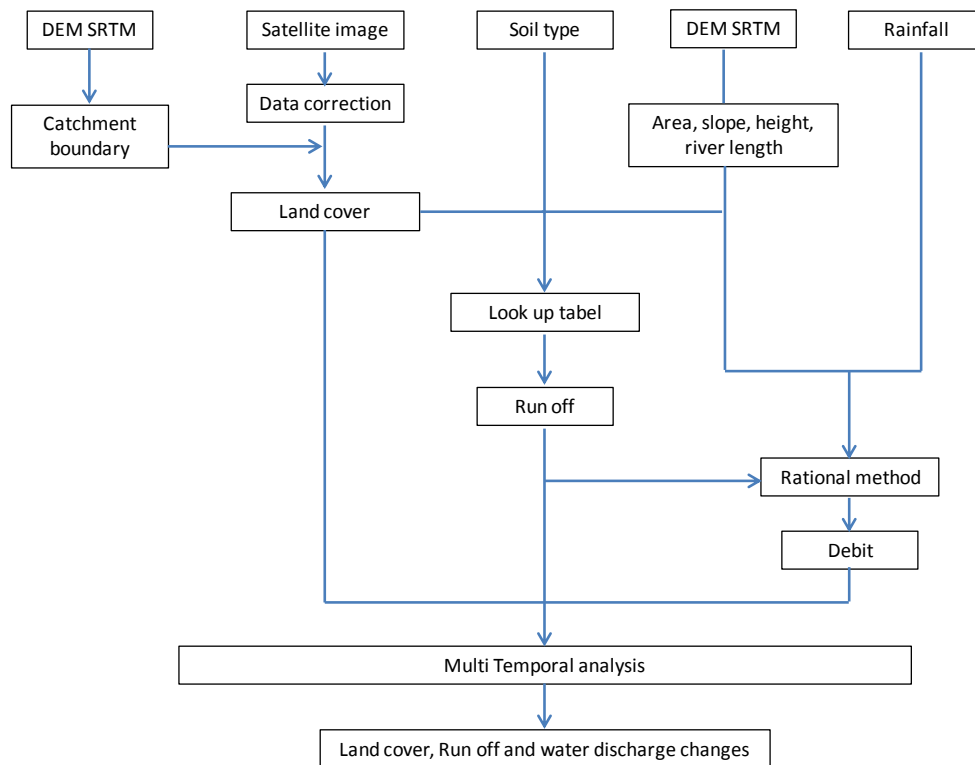 DEM SRTM
Satellite image
Soil type
DEM SRTM
Rainfall
Data correction
Catchment
boundary
Area, slope, height,
river length
Land cover
Look up tabel
Run off
Rational method
Debit
Multi Temporal analysis
Land cover, Run off and water discharge changes